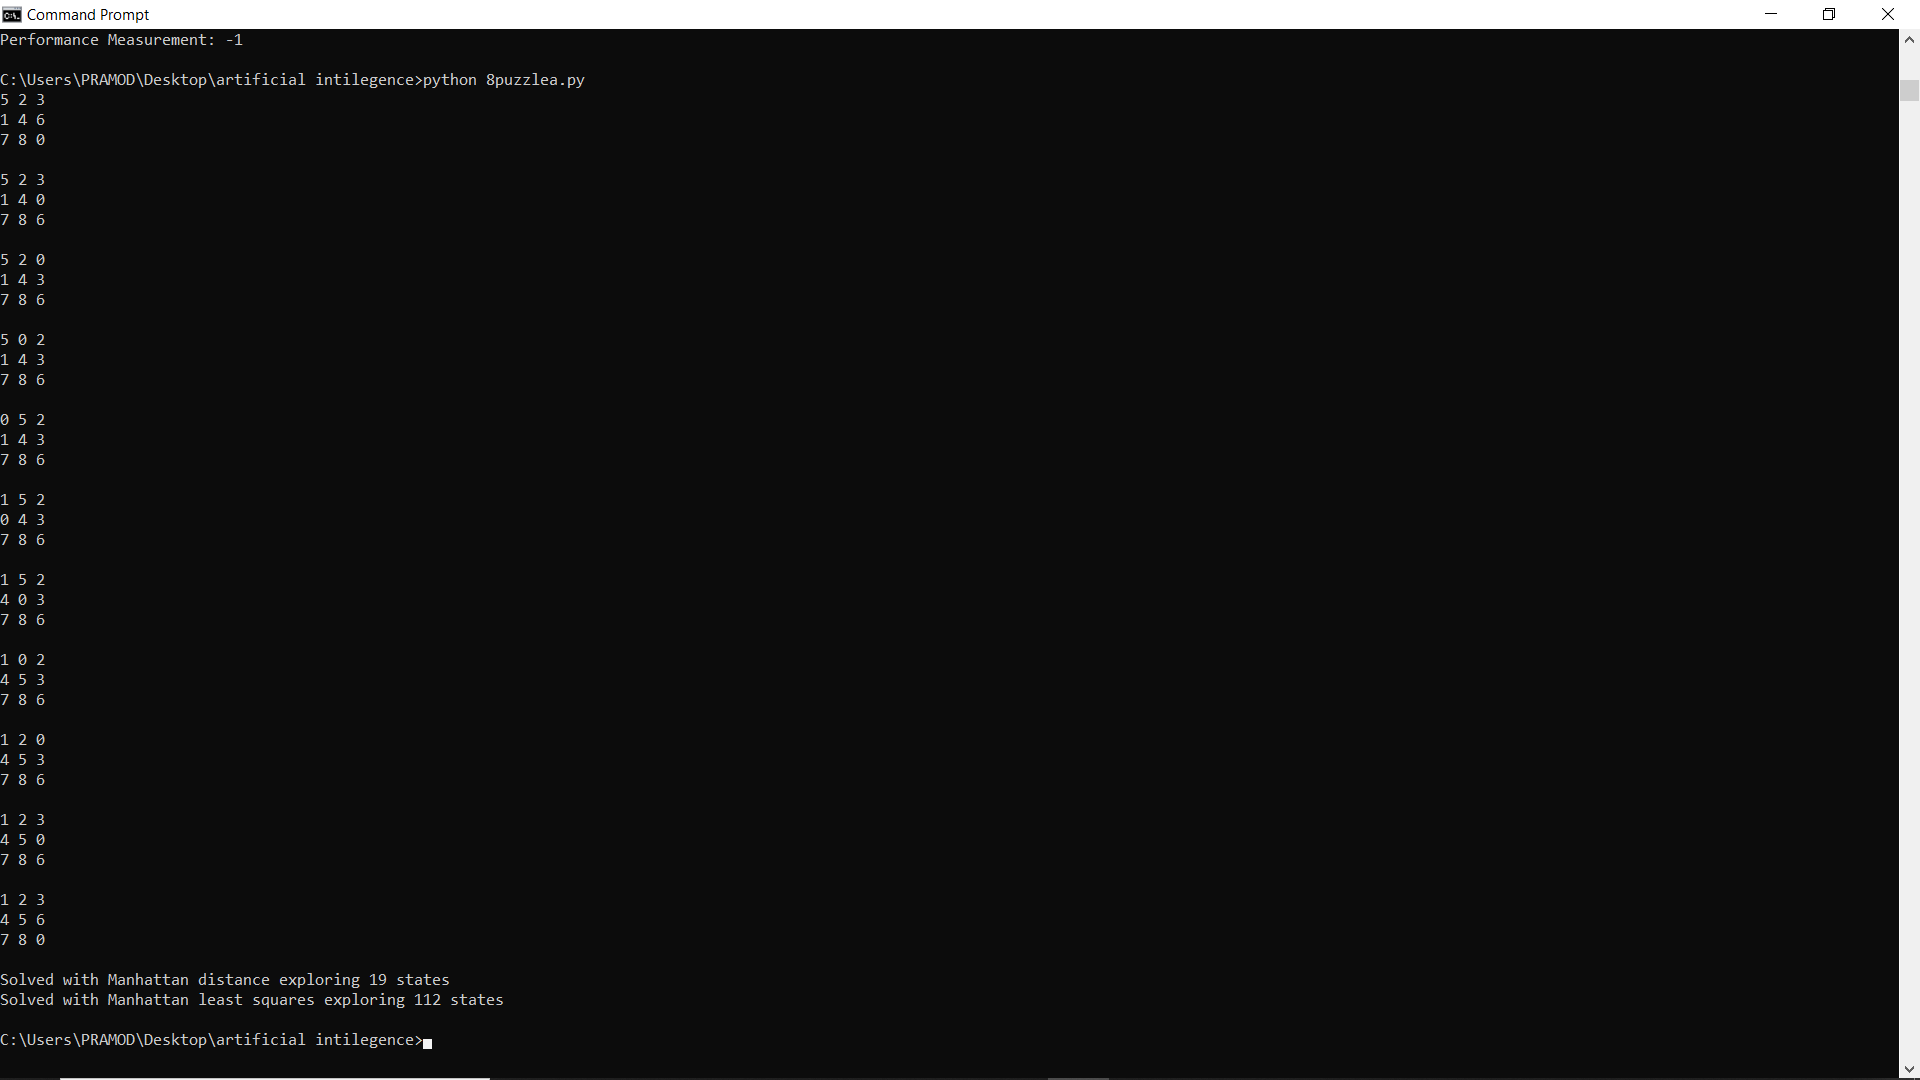 Command Prompt
Performance Measurement: -1
C:\Users\PRAMOD\Desktop\artificial intilegence>python 8puzzlea.py
5 2 3
1 4 6
7 8 0
5 2 3
1 4 0
7 8 6
5 2 0
1 4 3
7 8 6
5 0 2
1 4 3
7 8 6
0 5 2
1 4 3
7 8 6
1 5 2
0 4 3
7 8 6
1 5 2
4 0 3
7 8 6
1 0 2
4 5 3
7 8 6
1 2 0
4 5 3
7 8 6
1 2 3
4 5 0
7 8 6
1 2 3
4 5 6
7 8 0
Solved with Manhattan distance exploring 19 states
Solved with Manhattan least squares exploring 112 states
C:\Users\PRAMOD\Desktop\artificial intilegence>